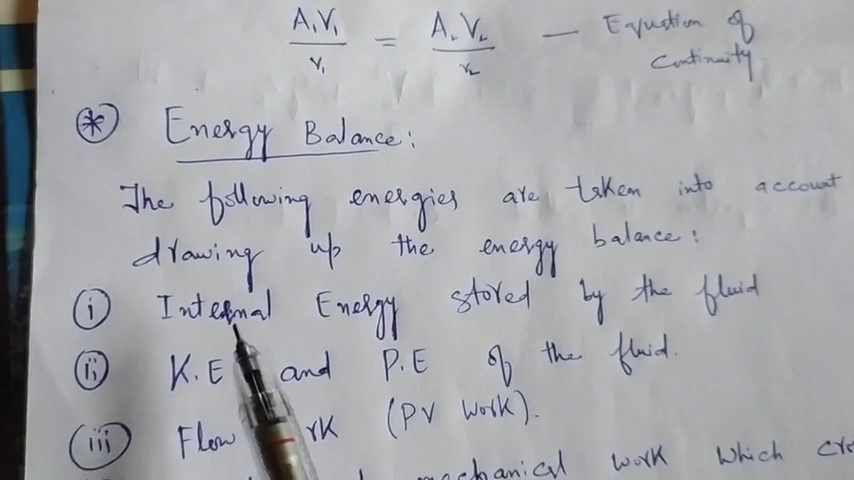 A₁V₁ / v₁ = A₂V₂ / v₂ — Equation of Continuity
* Energy Balance:
The following energies are taken into account
drawing up the energy balance:
(i) Internal Energy stored by the fluid
(ii) K.E and P.E of the fluid.
(iii) Flow (PV Work).
mechanical work which